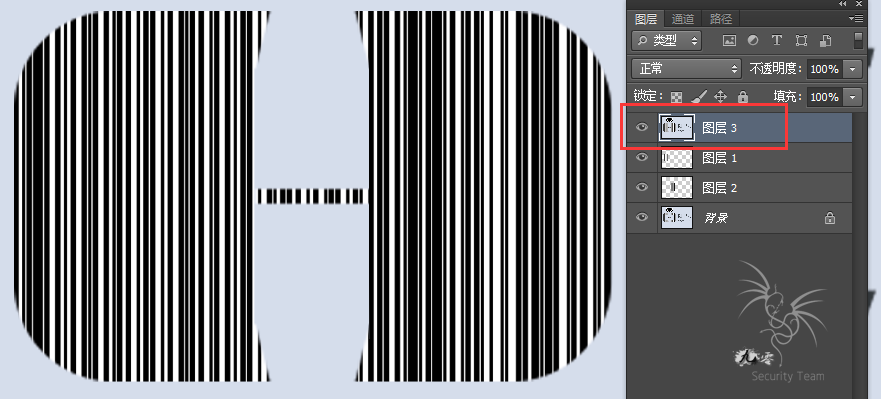 图层 通道 路径
类型
正常 不透明度: 100%
锁定: 填充: 100%
图层 3
图层 1
图层 2
背景
Security Team